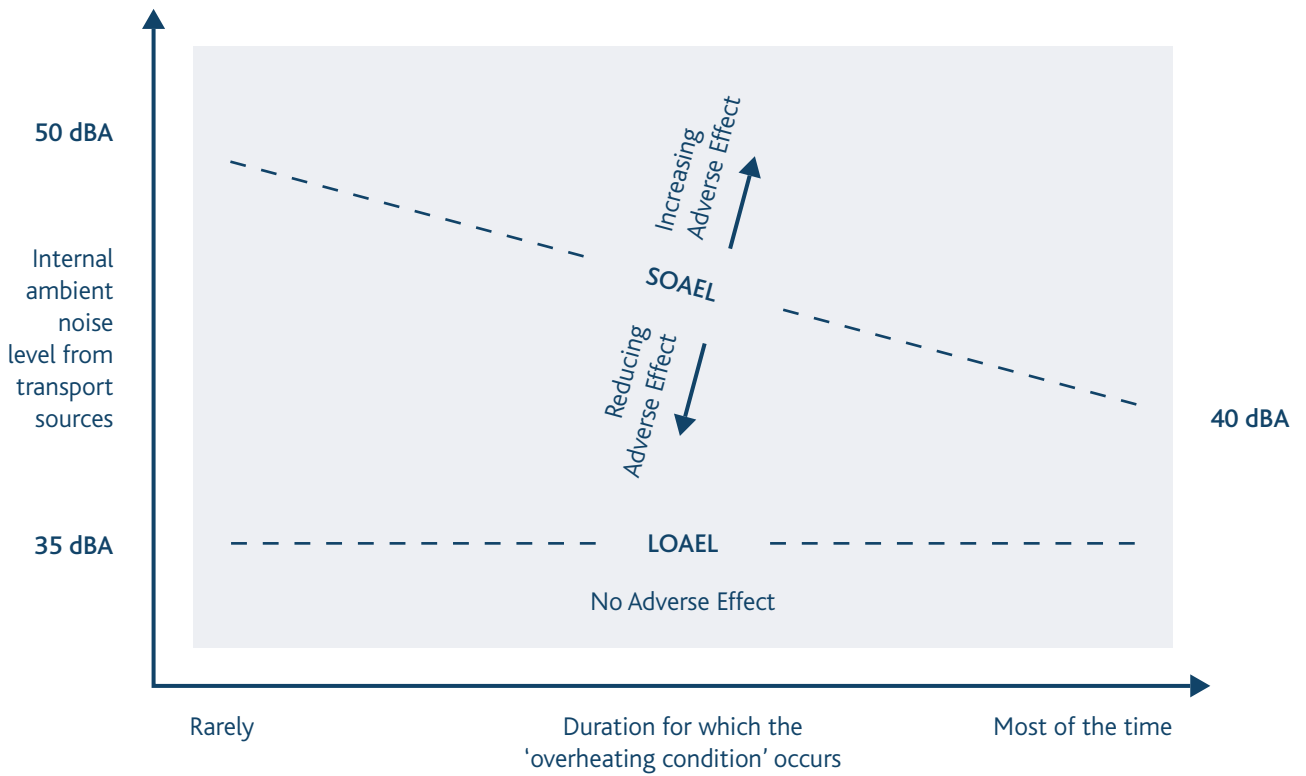 50 dBA
Internal
ambient
noise
level from
transport
sources
35 dBA
Increasing
Adverse Effect
SOAEL
Reducing
Adverse Effect
40 dBA
LOAEL
No Adverse Effect
Rarely
Duration for which the
‘overheating condition’ occurs
Most of the time